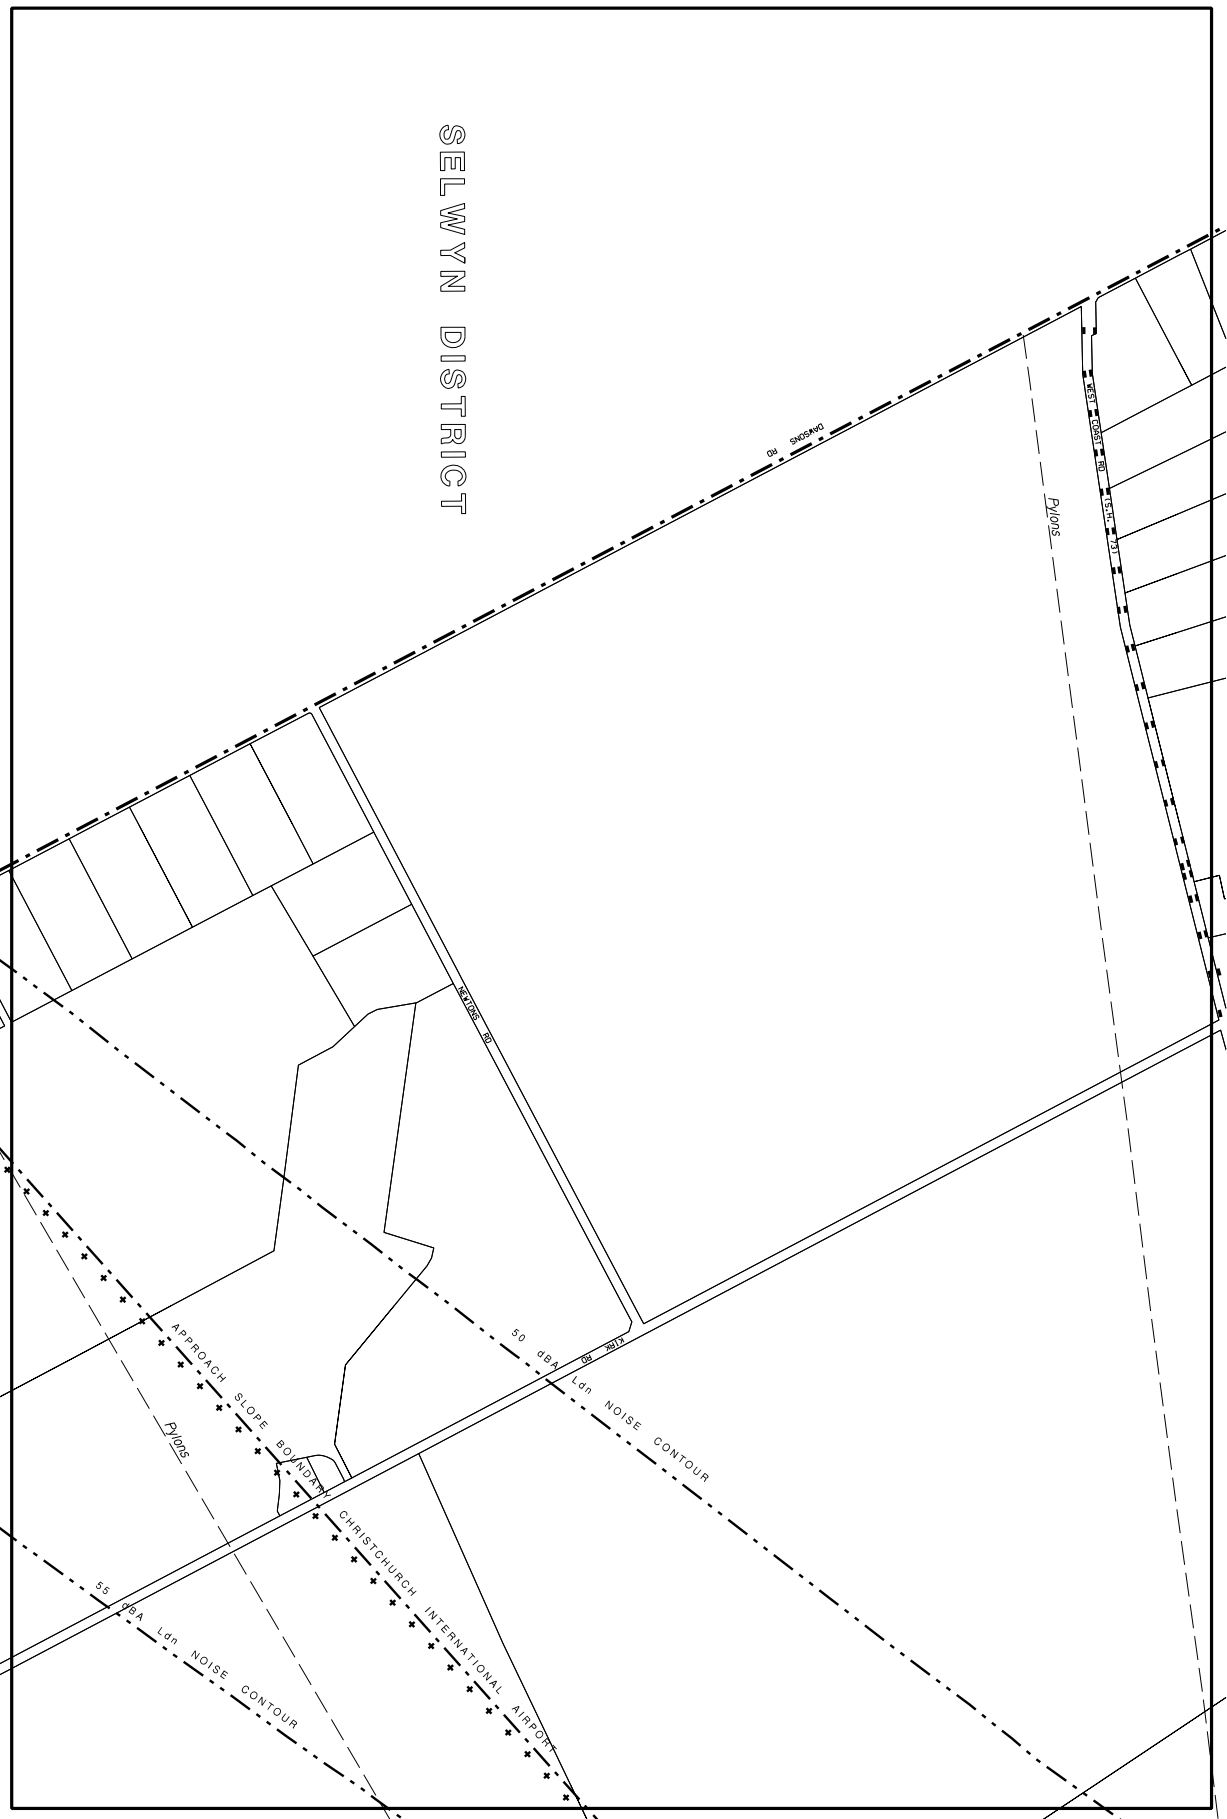 SELWYN DISTRICT
DAWSONS RD
WEST COAST RD (S.H. 73)
Pylons
NEWTONS RD
KIRK RD
50 dBA Ldn NOISE CONTOUR
APPROACH SLOPE BOUNDARY CHRISTCHURCH INTERNATIONAL AIRPORT
Pylons
55 dBA Ldn NOISE CONTOUR